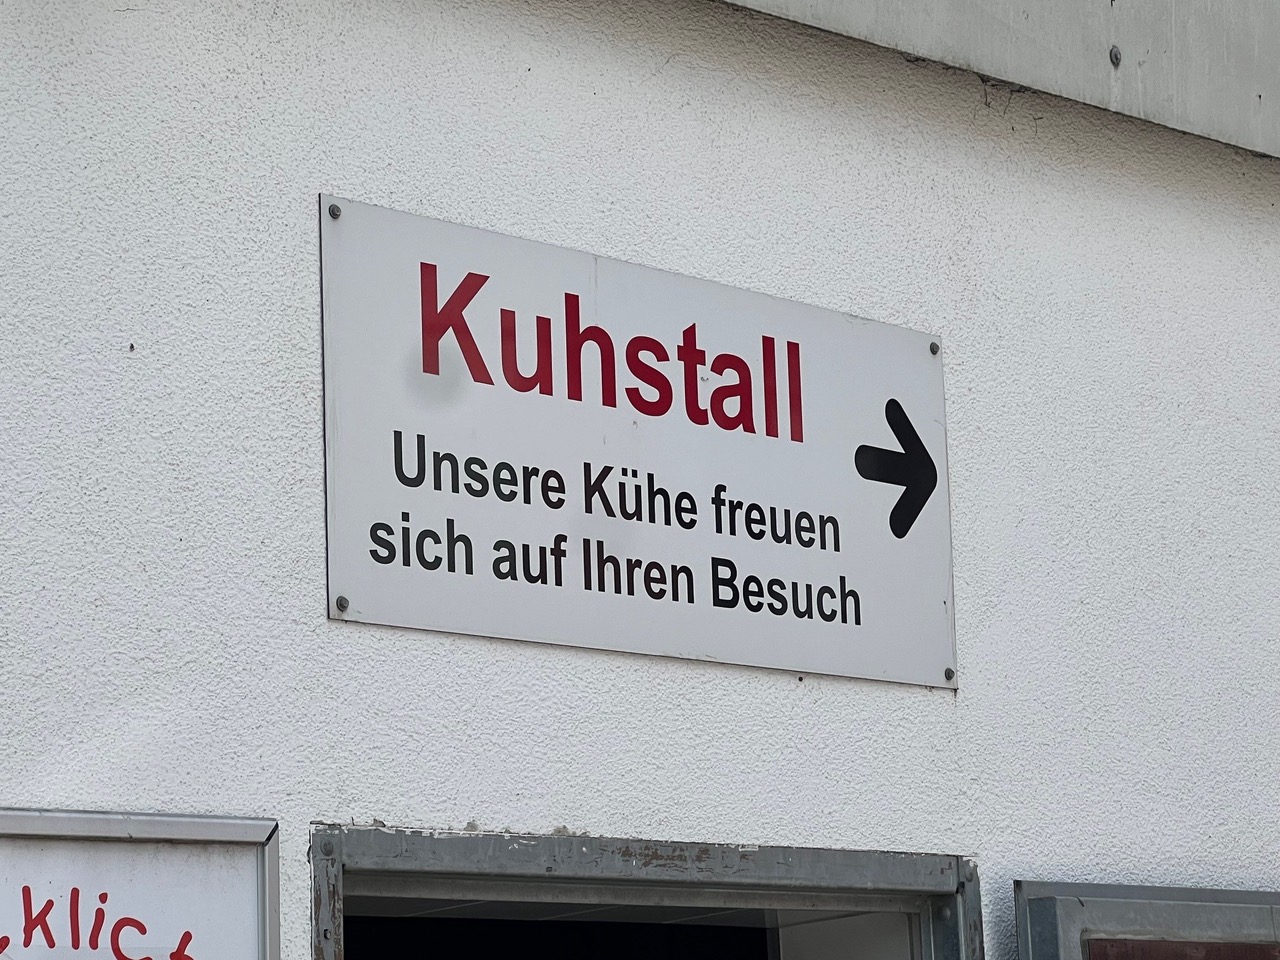 Kuhstall
Unsere Kühe freuen
sich auf Ihren Besuch